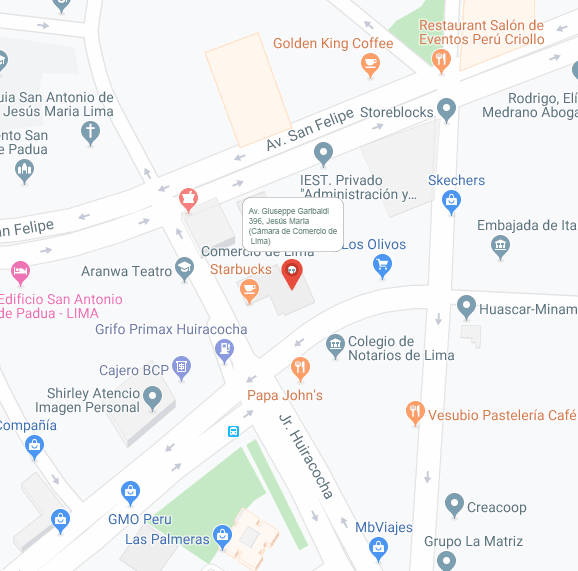 Restaurant Salón de
Eventos Perú Criollo
Golden King Coffee
uia San Antonio de
Jesús Maria Lima
Av. San Felipe
Storeblocks
Rodrigo, Elí
Medrano Aboga
nto San
e Padua
IEST. Privado
"Administración y...
Skechers
Av. Giuseppe Garibaldi
396, Jesús María
(Cámara de Comercio de
Lima)
n Felipe
Comercio de Lima
Los Olivos
Embajada de Ita
Aranwa Teatro
Starbucks
Edificio San Antonio
de Padua - LIMA
Huascar-Minam
Grifo Primax Huiracocha
Colegio de
Notarios de Lima
Cajero BCP
Shirley Atencio
Imagen Personal
Papa John's
Vesubio Pastelería Café
Compañía
Jr. Huiracocha
GMO Peru
Las Palmeras
Creacoop
MbViajes
Grupo La Matriz